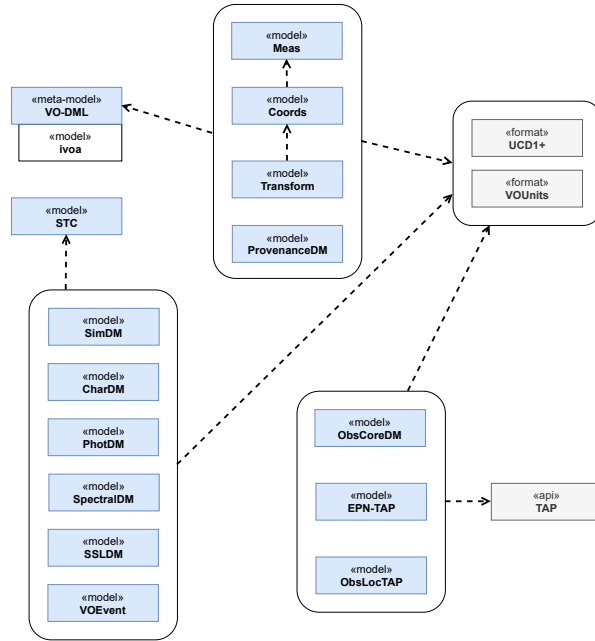 «model»
Meas
«meta-model»
VO-DML
«model»
ivoa
«model»
Coords
«model»
Transform
«model»
ProvenanceDM
«format»
UCD1+
«format»
VOUnits
«model»
STC
«model»
SimDM
«model»
CharDM
«model»
PhotDM
«model»
SpectralDM
«model»
SSLDM
«model»
VOEvent
«model»
ObsCoreDM
«model»
EPN-TAP
«model»
ObsLocTAP
«api»
TAP